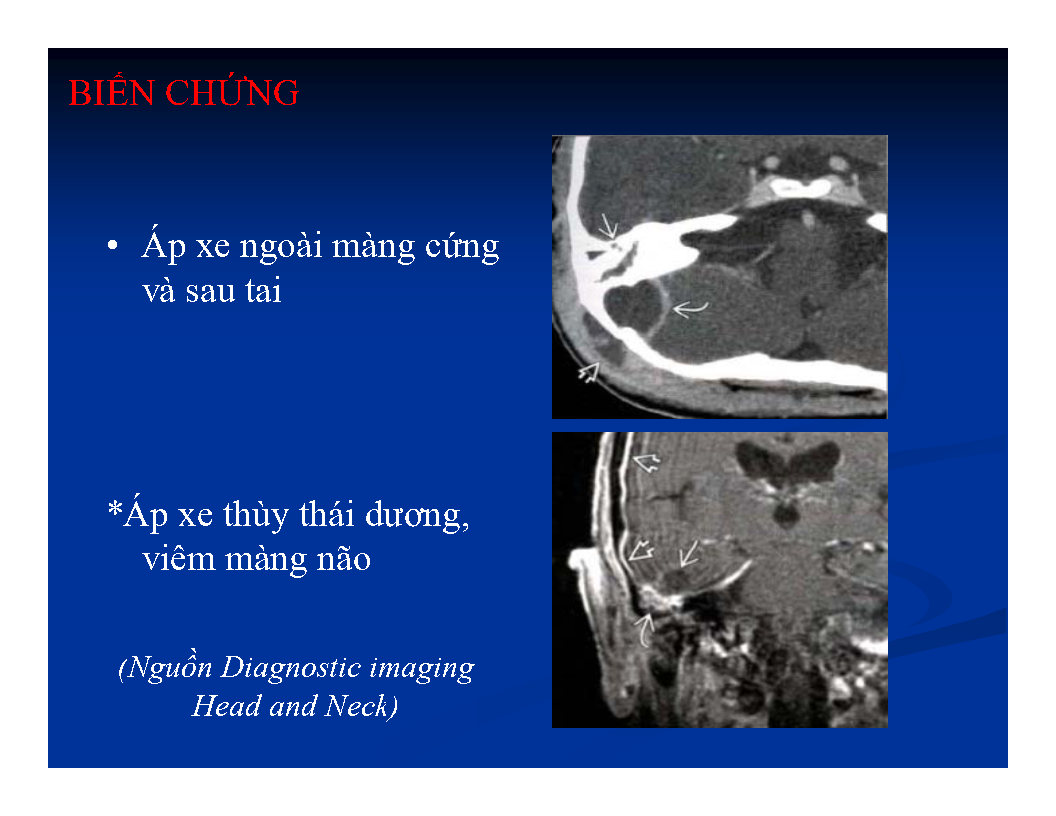 BIẾN CHỨNG
• Áp xe ngoài màng cứng
và sau tai
*Áp xe thùy thái dương,
viêm màng não
(Nguồn Diagnostic imaging
Head and Neck)